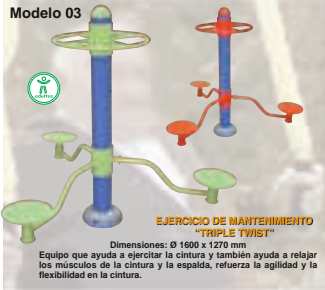 Modelo 03
adultos
EJERCICIO DE MANTENIMIENTO
“TRIPLE TWIST”
Dimensiones: Ø 1600 x 1270 mm
Equipo que ayuda a ejercitar la cintura y también ayuda a relajar
los músculos de la cintura y la espalda, refuerza la agilidad y la
flexibilidad en la cintura.